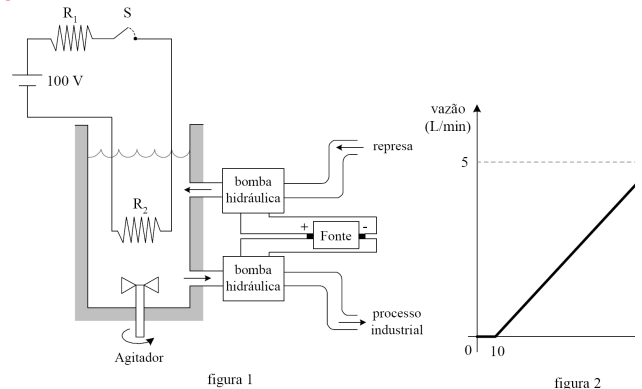 R1
S
100 V
R2
Agitador
bomba
hidráulica
represa
+ Fonte -
bomba
hidráulica
processo
industrial
figura 1
vazão
(L/min)
5
0 10
figura 2